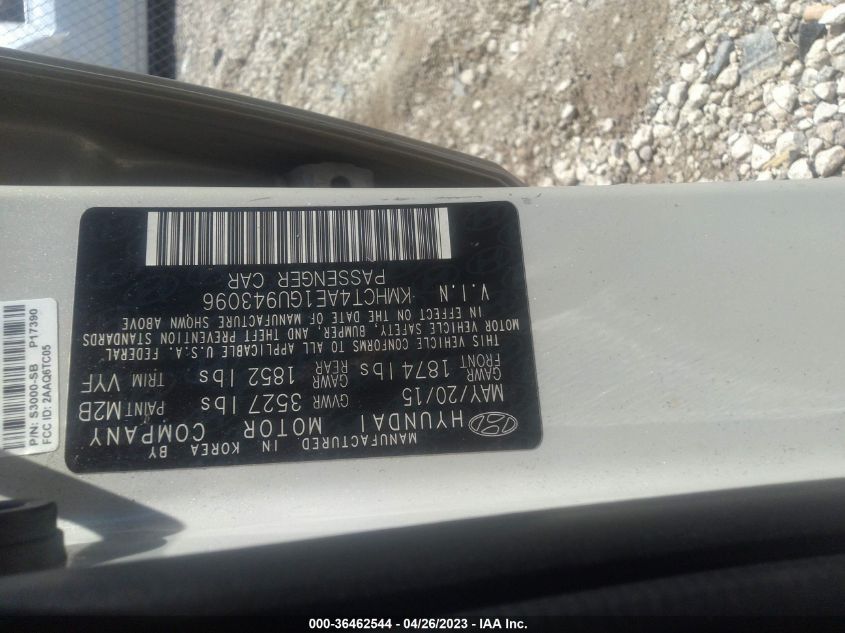 MANUFACTURED IN KOREA BY
HYUNDAI MOTOR COMPANY
MAY/20/15 GVWR 3527 lbs PAINT M2B
GAWR FRONT 1874 lbs GAWR REAR 1852 lbs TRIM VYF
THIS VEHICLE CONFORMS TO ALL APPLICABLE U.S.A. FEDERAL
MOTOR VEHICLE SAFETY, BUMPER, AND THEFT PREVENTION STANDARDS
IN EFFECT ON THE DATE OF MANUFACTURE SHOWN ABOVE
V.I.N KMHCT4AE1GU943096
PASSENGER CAR
P/N: S3000-SB P17390
FCC ID: 2AAQ6TC05
000-36462544 - 04/26/2023 - IAA Inc.